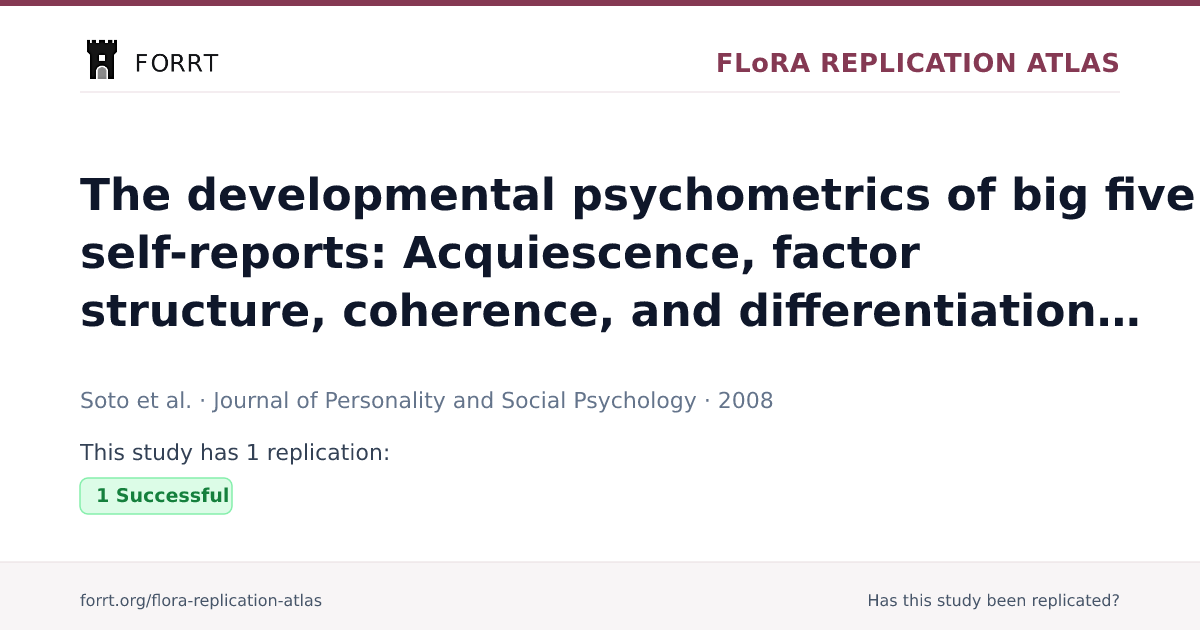 FORRT
FLoRA REPLICATION ATLAS
The developmental psychometrics of big five
self-reports: Acquiescence, factor
structure, coherence, and differentiation…
Soto et al. · Journal of Personality and Social Psychology · 2008
This study has 1 replication:
1 Successful
forrt.org/flora-replication-atlas
Has this study been replicated?